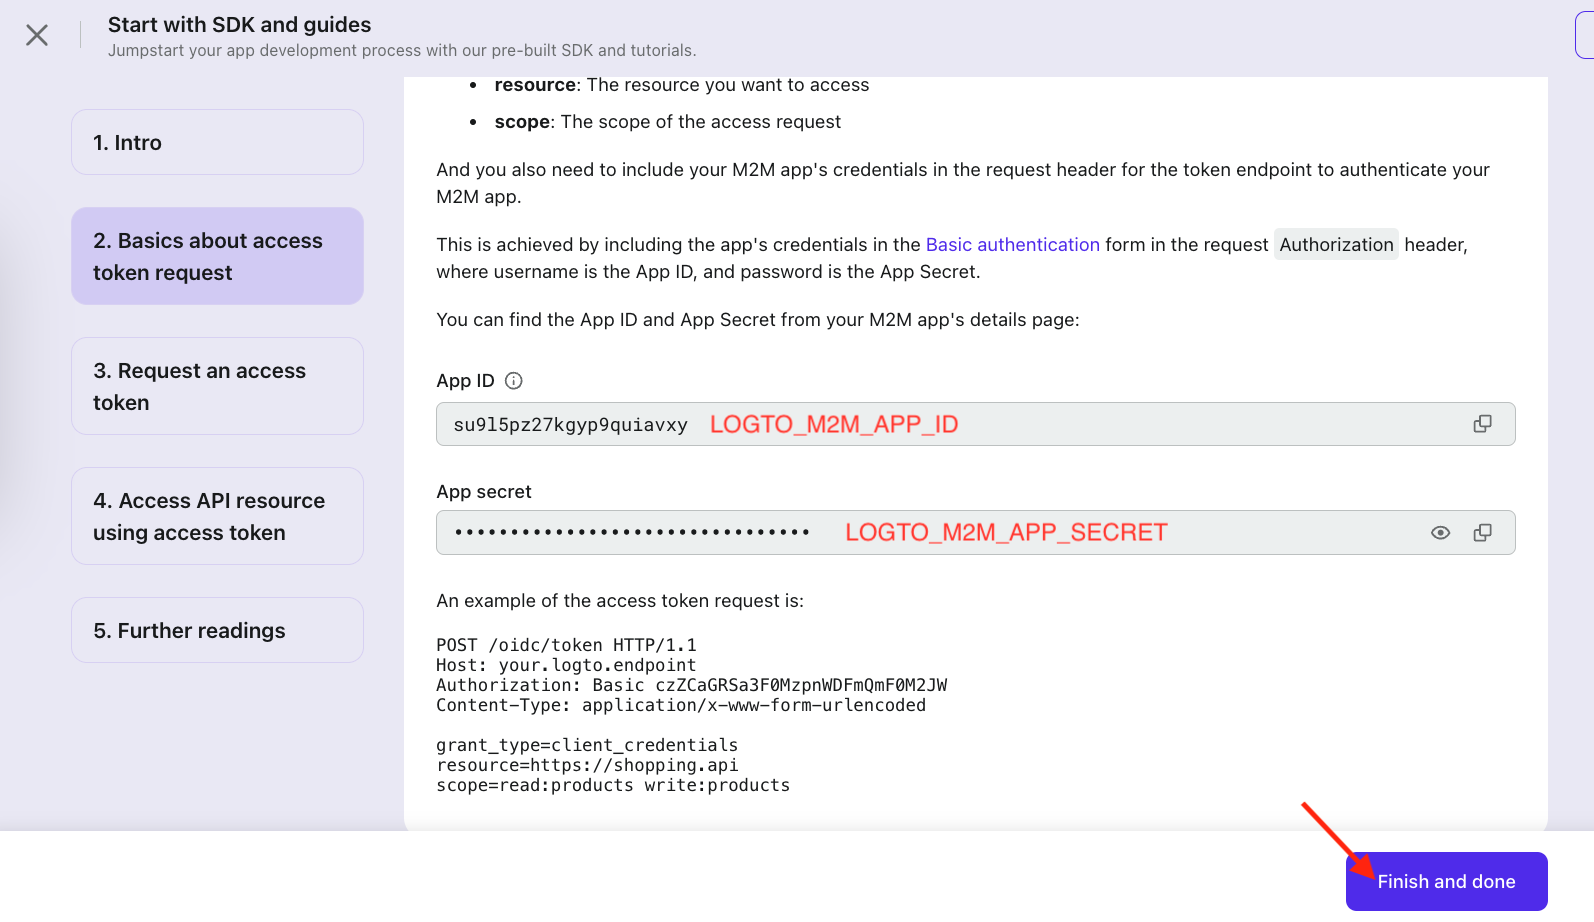 Start with SDK and guides
Jumpstart your app development process with our pre-built SDK and tutorials.
1. Intro
2. Basics about access
token request
3. Request an access
token
4. Access API resource
using access token
5. Further readings
• resource: The resource you want to access
• scope: The scope of the access request
And you also need to include your M2M app's credentials in the request header for the token endpoint to authenticate your
M2M app.
This is achieved by including the app's credentials in the Basic authentication form in the request Authorization header,
where username is the App ID, and password is the App Secret.
You can find the App ID and App Secret from your M2M app's details page:
App ID
su9l5pz27kgyp9quiavxy LOGTO_M2M_APP_ID
App secret
•••••••••••••••••••••••••••••••• LOGTO_M2M_APP_SECRET
An example of the access token request is:
POST /oidc/token HTTP/1.1
Host: your.logto.endpoint
Authorization: Basic czZCaGRSa3F0MzpnWDFmQmF0M2JW
Content-Type: application/x-www-form-urlencoded
grant_type=client_credentials
resource=https://shopping.api
scope=read:products write:products
Finish and done